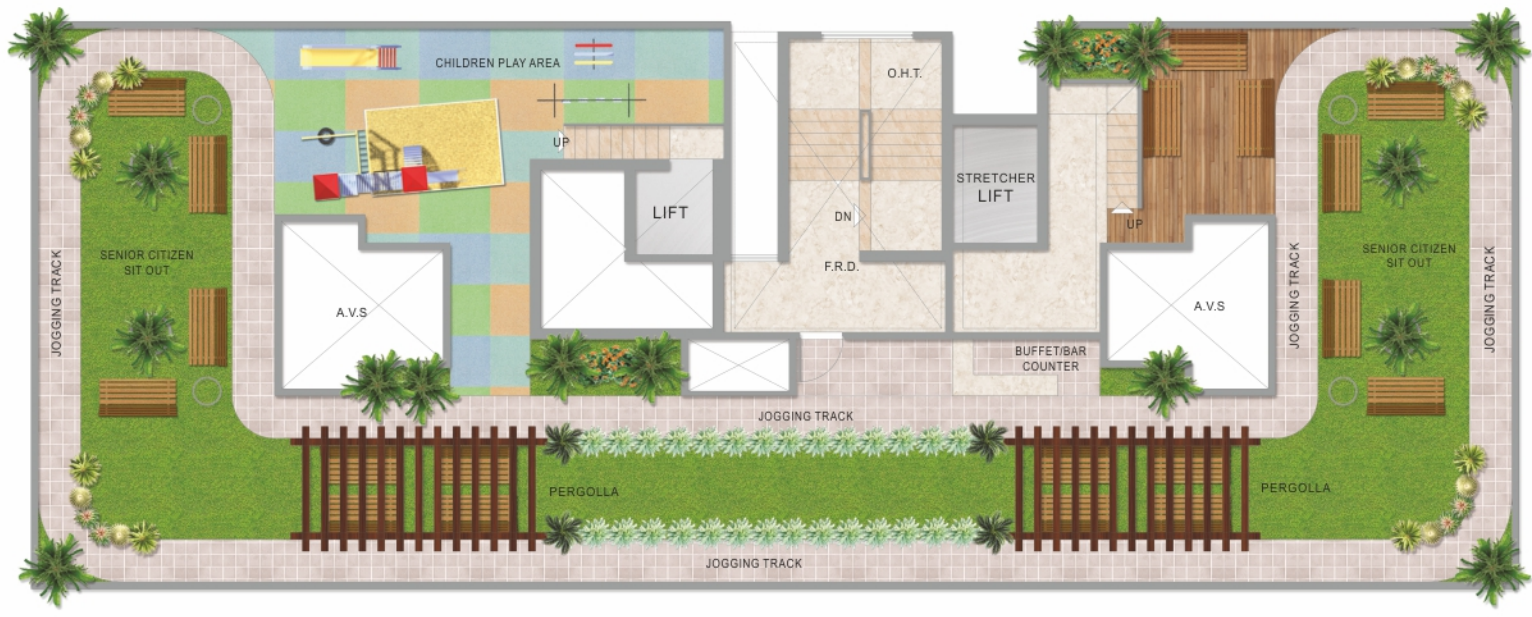 CHILDREN PLAY AREA
O.H.T.
UP
STRETCHER
LIFT
LIFT
DN
UP
SENIOR CITIZEN
SIT OUT
SENIOR CITIZEN
SIT OUT
F.R.D.
JOGGING TRACK
JOGGING TRACK
JOGGING TRACK
A.V.S
A.V.S
BUFFET/BAR
COUNTER
JOGGING TRACK
PERGOLLA
PERGOLLA
JOGGING TRACK